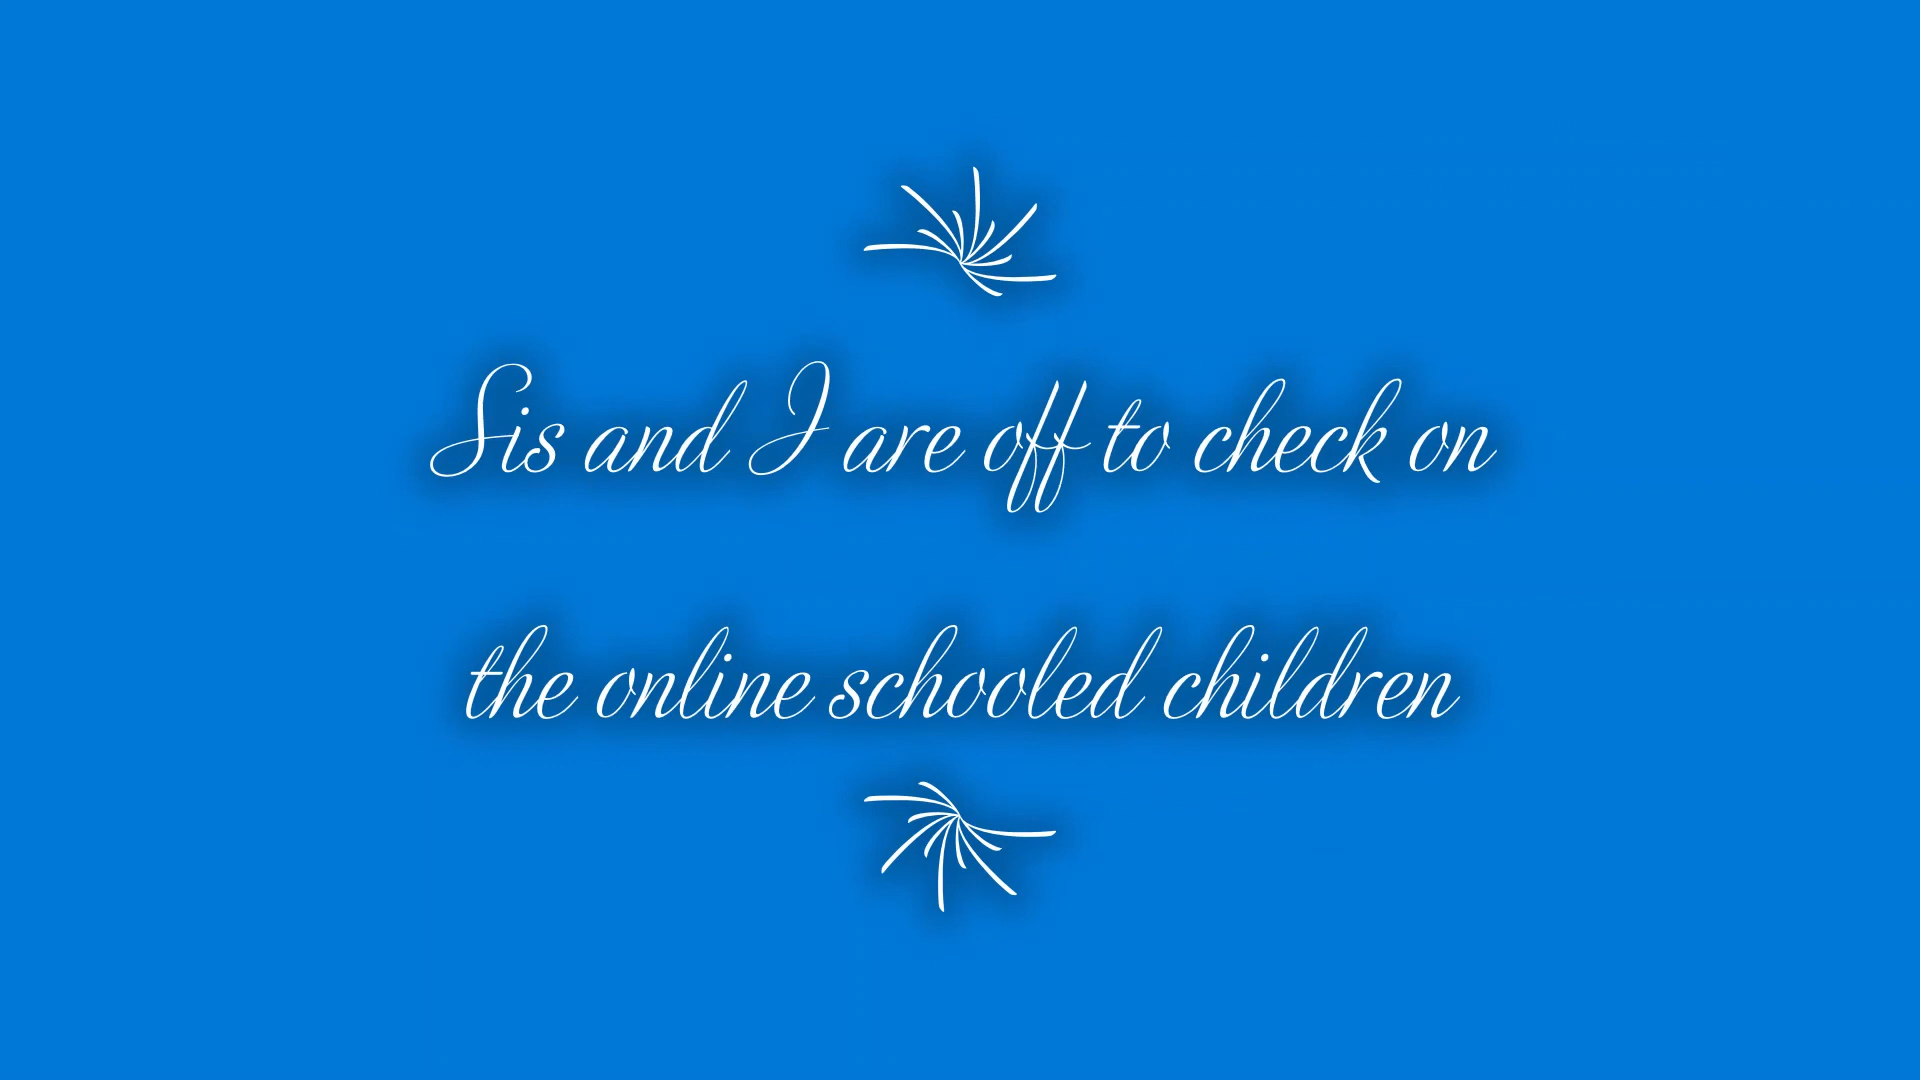 Sis and I are off to check on
the online schooled children